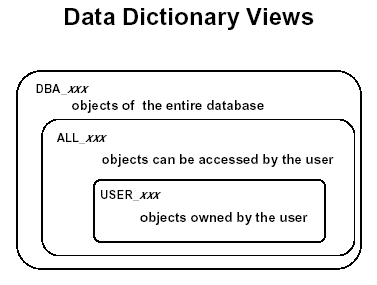 Data Dictionary Views
DBA_xxx
objects of the entire database
ALL_xxx
objects can be accessed by the user
USER_xxx
objects owned by the user